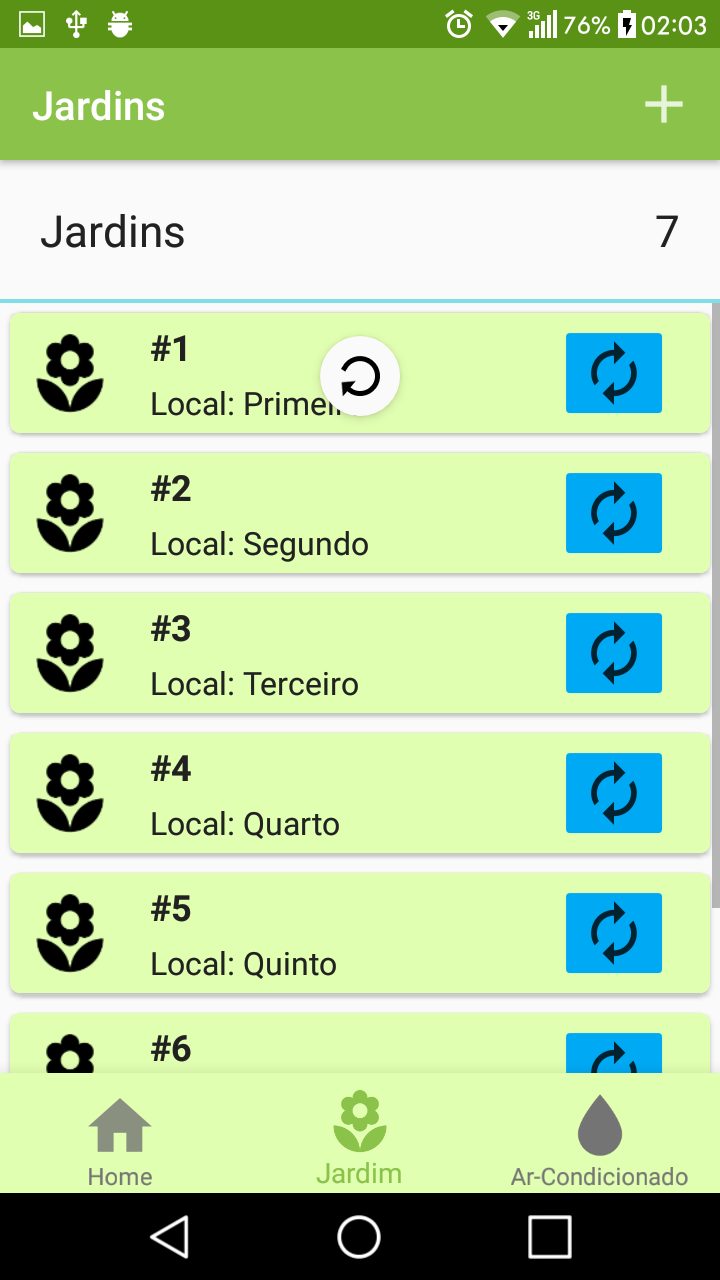 3G 76% 02:03
Jardins
Jardins 7
#1
Local:
#2
Local: Segundo
#3
Local: Terceiro
#4
Local: Quarto
#5
Local: Quinto
#6
Home Jardim Ar-Condicionado